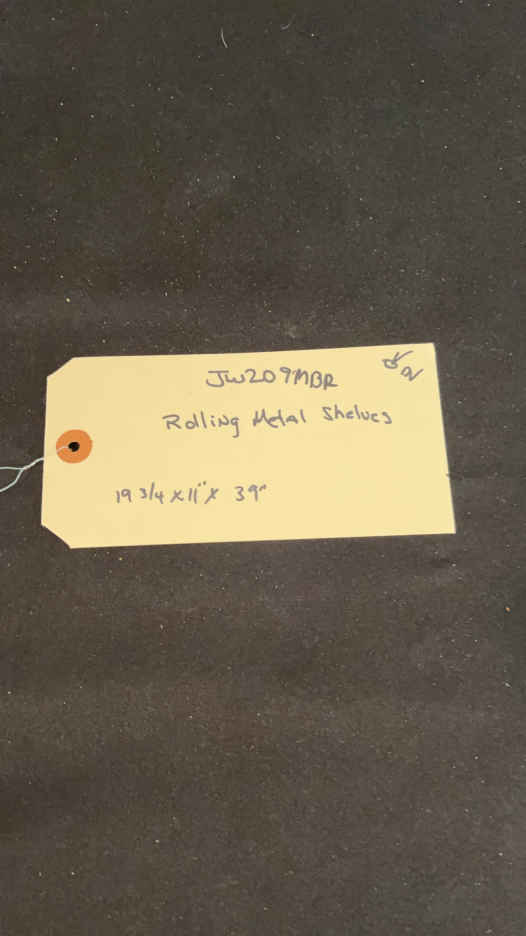 JW209MBR
Rolling Metal Shelves
19 3/4 x 11" x 39"